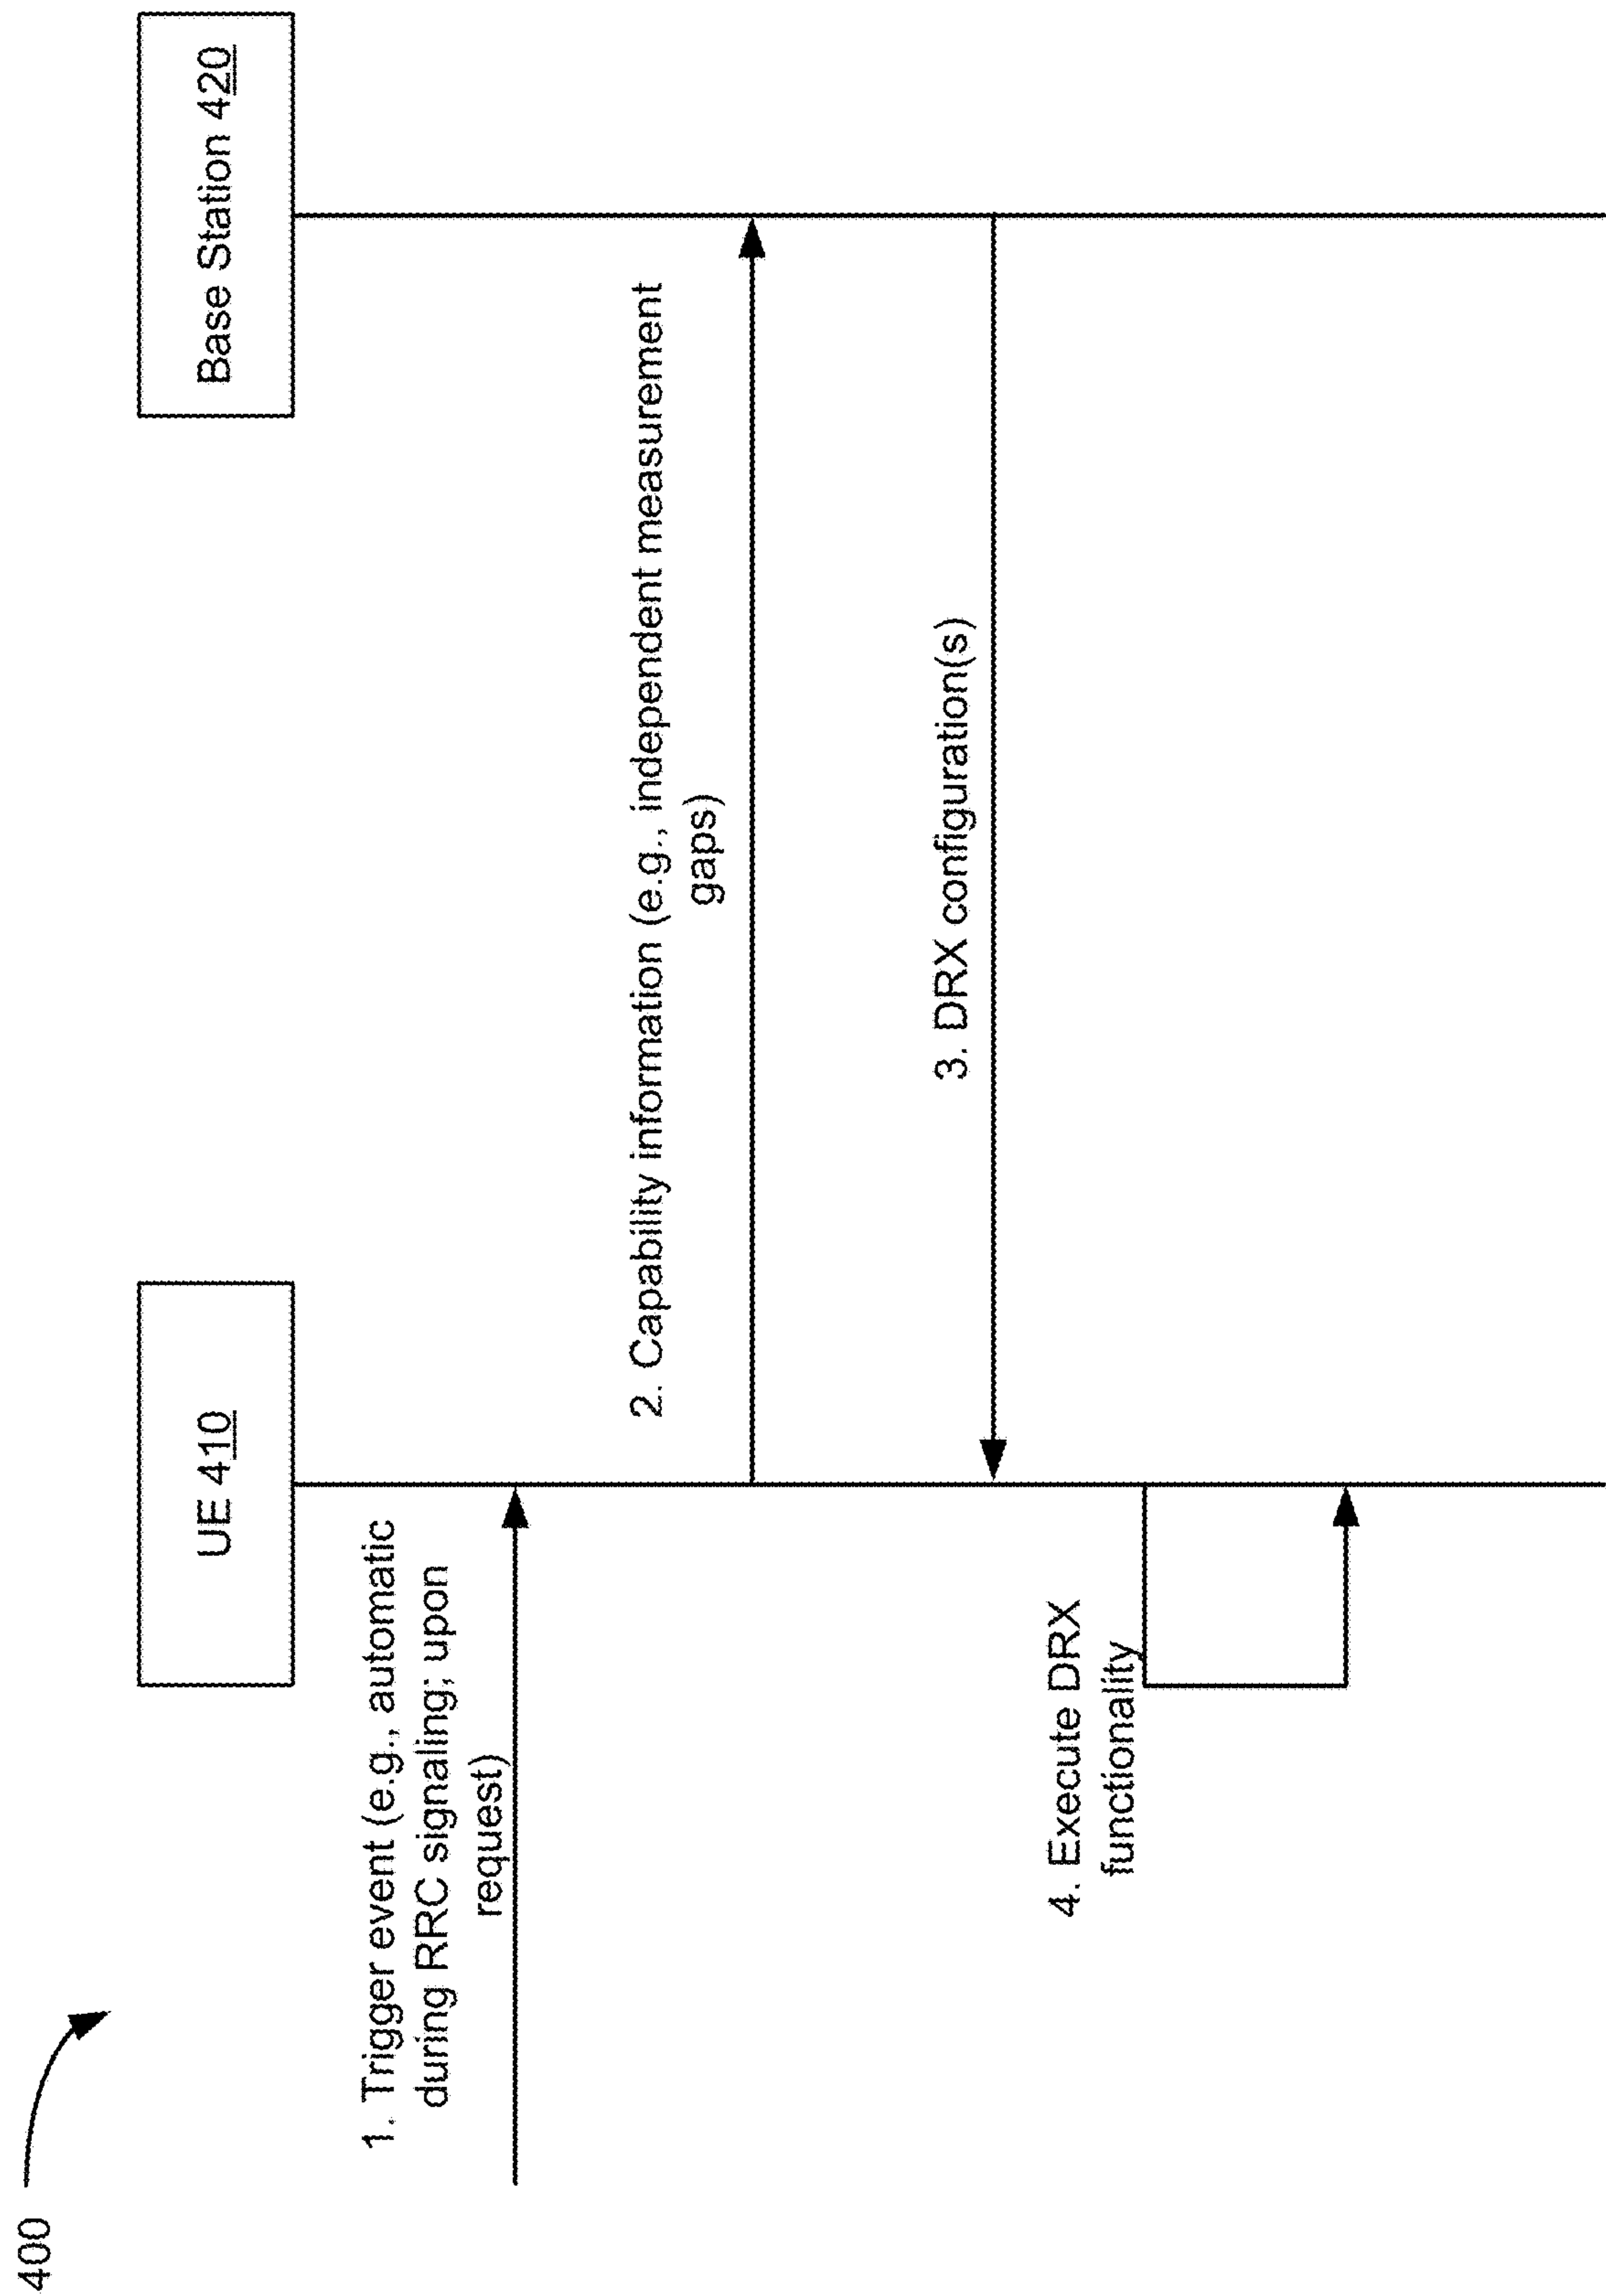 400
UE 410
Base Station 420
1. Trigger event (e.g., automatic
during RRC signaling; upon
request)
2. Capability information (e.g., independent measurement
gaps)
3. DRX configuration(s)
4. Execute DRX
functionality